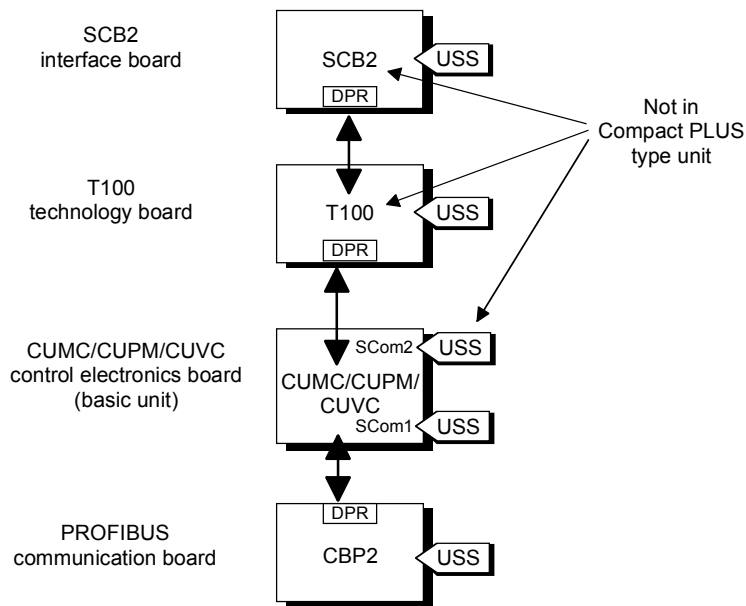 SCB2
interface board
SCB2
USS
DPR
Not in
Compact PLUS
type unit
T100
technology board
T100
USS
DPR
CUMC/CUPM/CUVC
control electronics board
(basic unit)
SCom2
USS
CUMC/CUPM/
CUVC
SCom1
USS
PROFIBUS
communication board
DPR
CBP2
USS